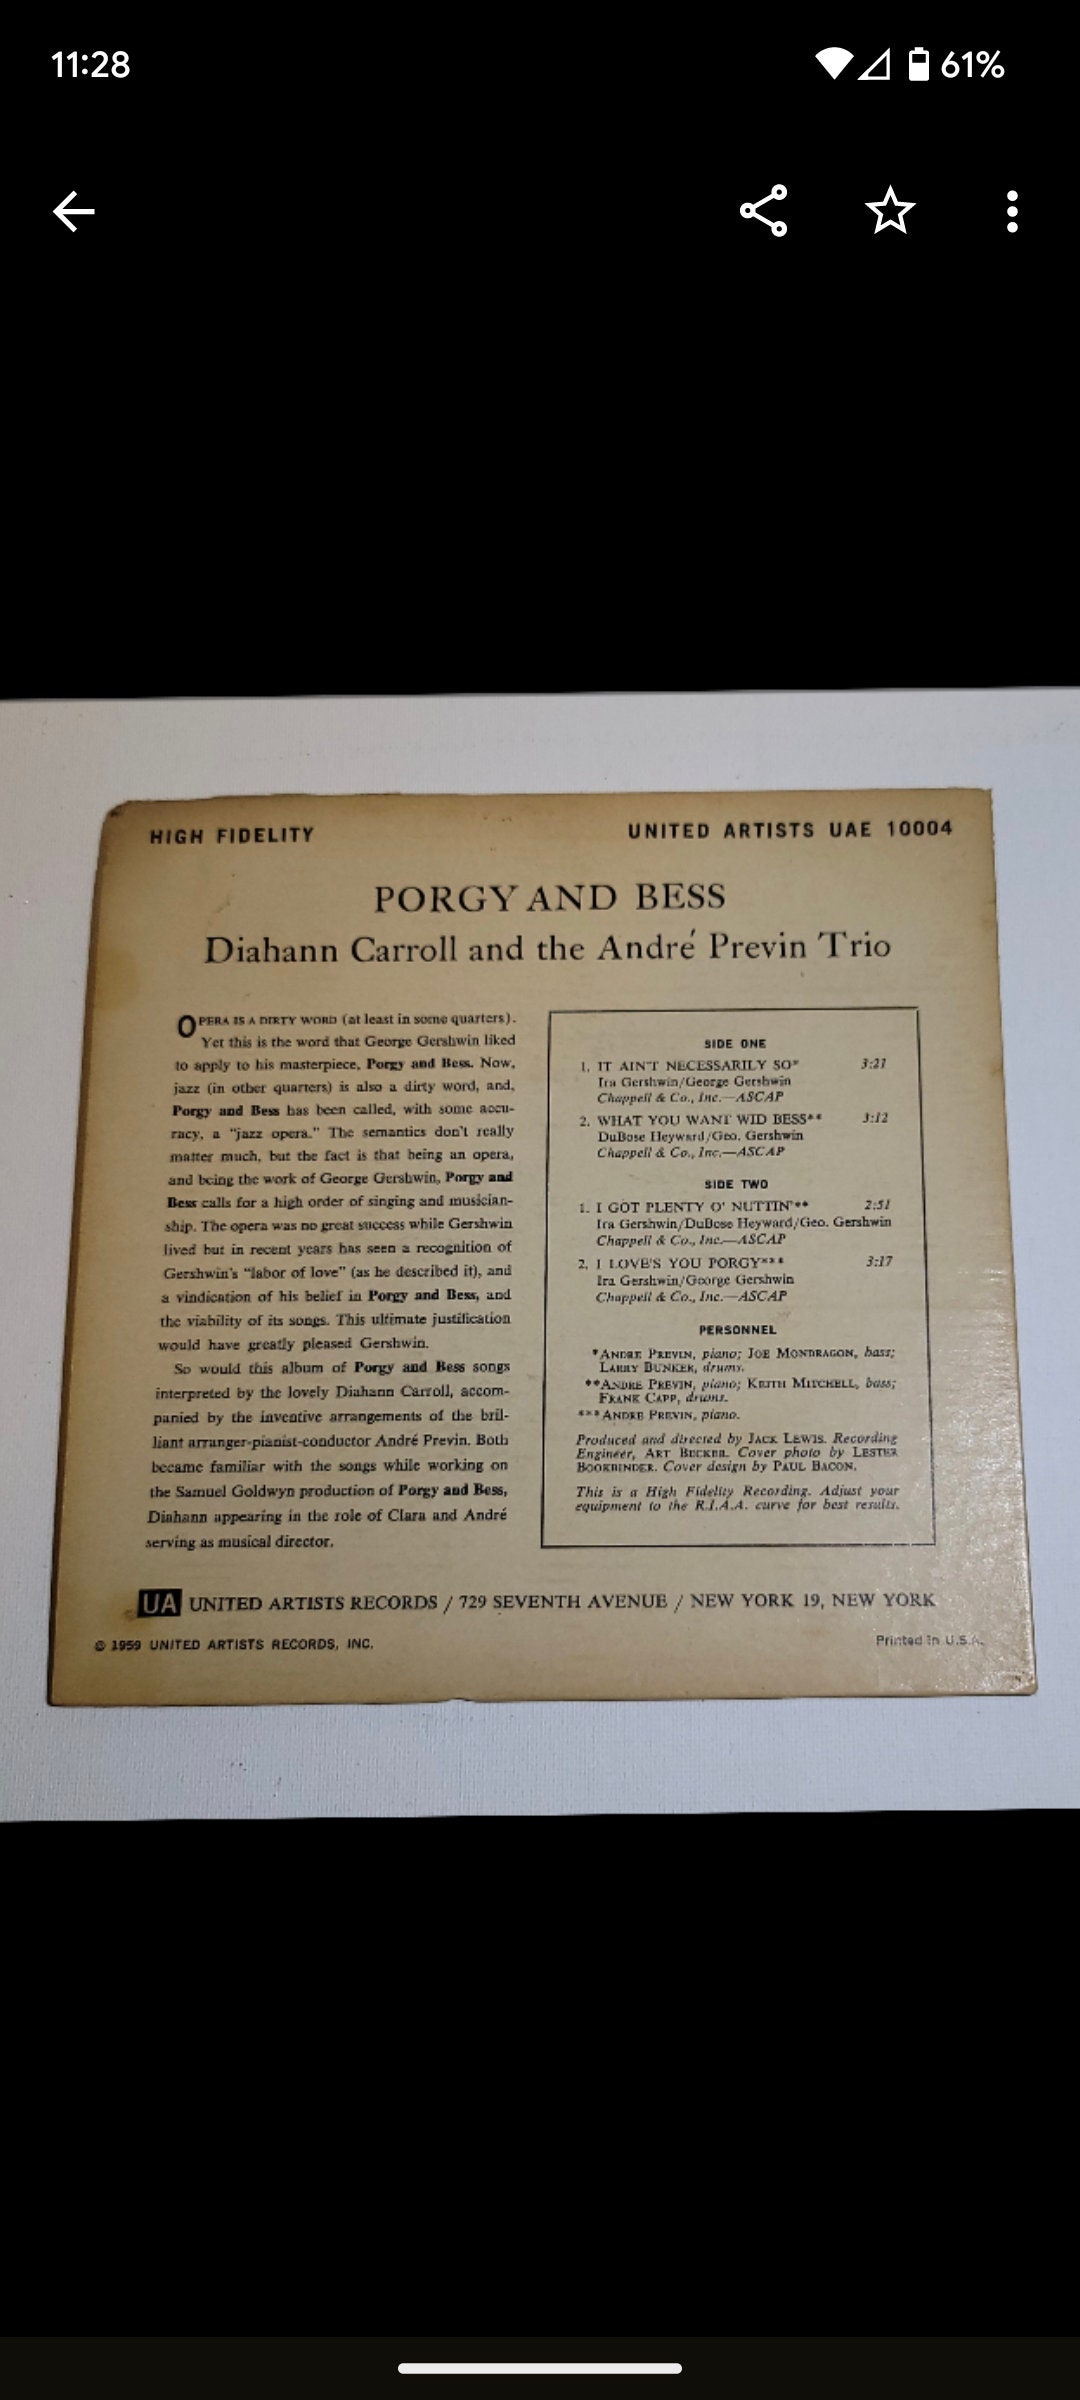 11:28
61%
HIGH FIDELITY
UNITED ARTISTS UAE 10004
PORGY AND BESS
Diahann Carroll and the André Previn Trio
OPERA IS A DIRTY WORD (at least in some quarters).
Yet this is the word that George Gershwin liked
to apply to his masterpiece, Porgy and Bess. Now,
jazz (in other quarters) is also a dirty word, and,
Porgy and Bess has been called, with some accu-
racy, a "jazz opera." The semantics don't really
matter much, but the fact is that being an opera,
and being the work of George Gershwin, Porgy and
Bess calls for a high order of singing and musician-
ship. The opera was no great success while Gershwin
lived but in recent years has seen a recognition of
Gershwin's "labor of love" (as he described it), and
a vindication of his belief in Porgy and Bess, and
the viability of its songs. This ultimate justification
would have greatly pleased Gershwin.
So would this album of Porgy and Bess songs
interpreted by the lovely Diahann Carroll, accom-
panied by the inventive arrangements of the bril-
liant arranger-pianist-conductor André Previn. Both
became familiar with the songs while working on
the Samuel Goldwyn production of Porgy and Bess,
Diahann appearing in the role of Clara and André
serving as musical director.
SIDE ONE
1. IT AIN'T NECESSARILY SO* 3:21
Ira Gershwin/George Gershwin
Chappell & Co., Inc.—ASCAP
2. WHAT YOU WANT WID BESS** 3:12
DuBose Heyward/Geo. Gershwin
Chappell & Co., Inc.—ASCAP
SIDE TWO
1. I GOT PLENTY O' NUTTIN'** 2:51
Ira Gershwin/DuBose Heyward/Geo. Gershwin
Chappell & Co., Inc.—ASCAP
2. I LOVE'S YOU PORGY*** 3:17
Ira Gershwin/George Gershwin
Chappell & Co., Inc.—ASCAP
PERSONNEL
*ANDRE PREVIN, piano; JOE MONDRAGON, bass;
LARRY BUNKER, drums.
**ANDRE PREVIN, piano; KEITH MITCHELL, bass;
FRANK CAPP, drums.
***ANDRE PREVIN, piano.
Produced and directed by JACK LEWIS. Recording
Engineer, ART BECKER. Cover photo by LESTER
BOOKBINDER. Cover design by PAUL BACON.
This is a High Fidelity Recording. Adjust your
equipment to the R.I.A.A. curve for best results.
UA UNITED ARTISTS RECORDS / 729 SEVENTH AVENUE / NEW YORK 19, NEW YORK
© 1959 UNITED ARTISTS RECORDS, INC.
Printed in U.S.A.